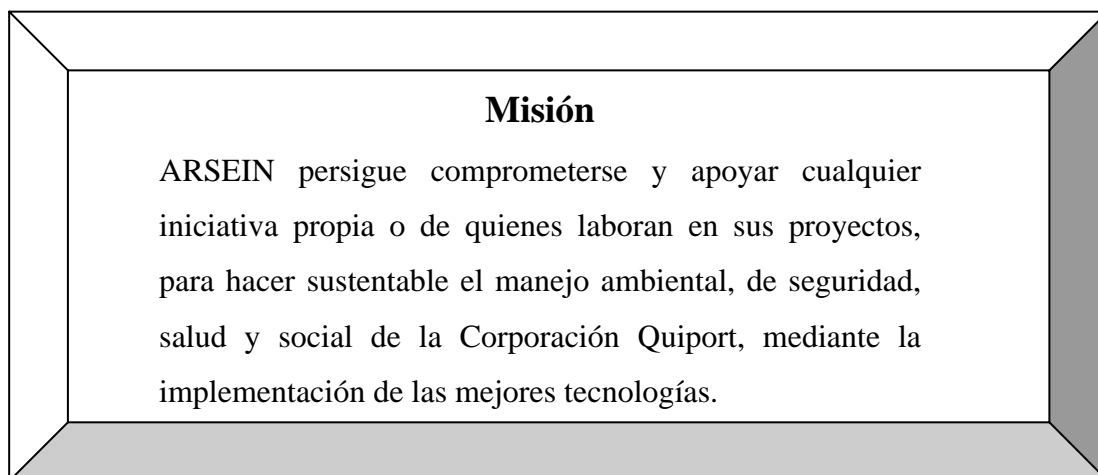 Misión
ARSEIN persigue comprometerse y apoyar cualquier
iniciativa propia o de quienes laboran en sus proyectos,
para hacer sustentable el manejo ambiental, de seguridad,
salud y social de la Corporación Quiport, mediante la
implementación de las mejores tecnologías.